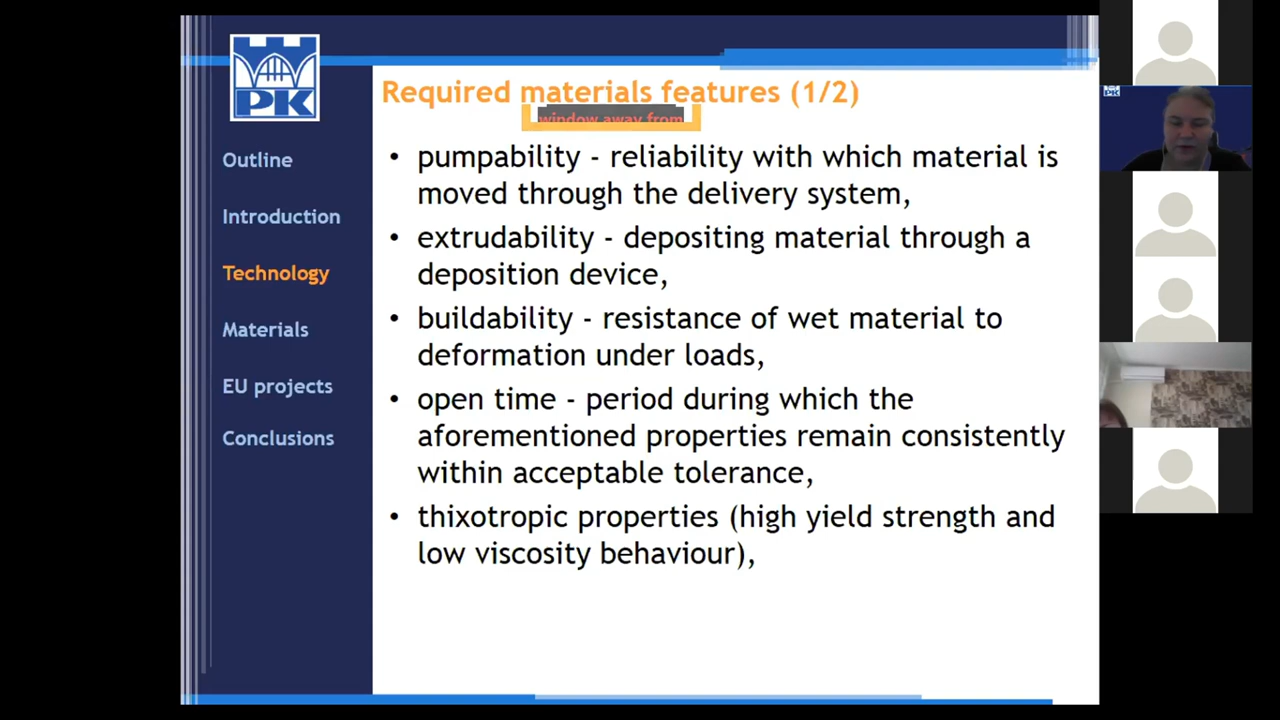 PK
Required materials features (1/2)
window away from
Outline
Introduction
Technology
Materials
EU projects
Conclusions
• pumpability - reliability with which material is
moved through the delivery system,
• extrudability - depositing material through a
deposition device,
• buildability - resistance of wet material to
deformation under loads,
• open time - period during which the
aforementioned properties remain consistently
within acceptable tolerance,
• thixotropic properties (high yield strength and
low viscosity behaviour),